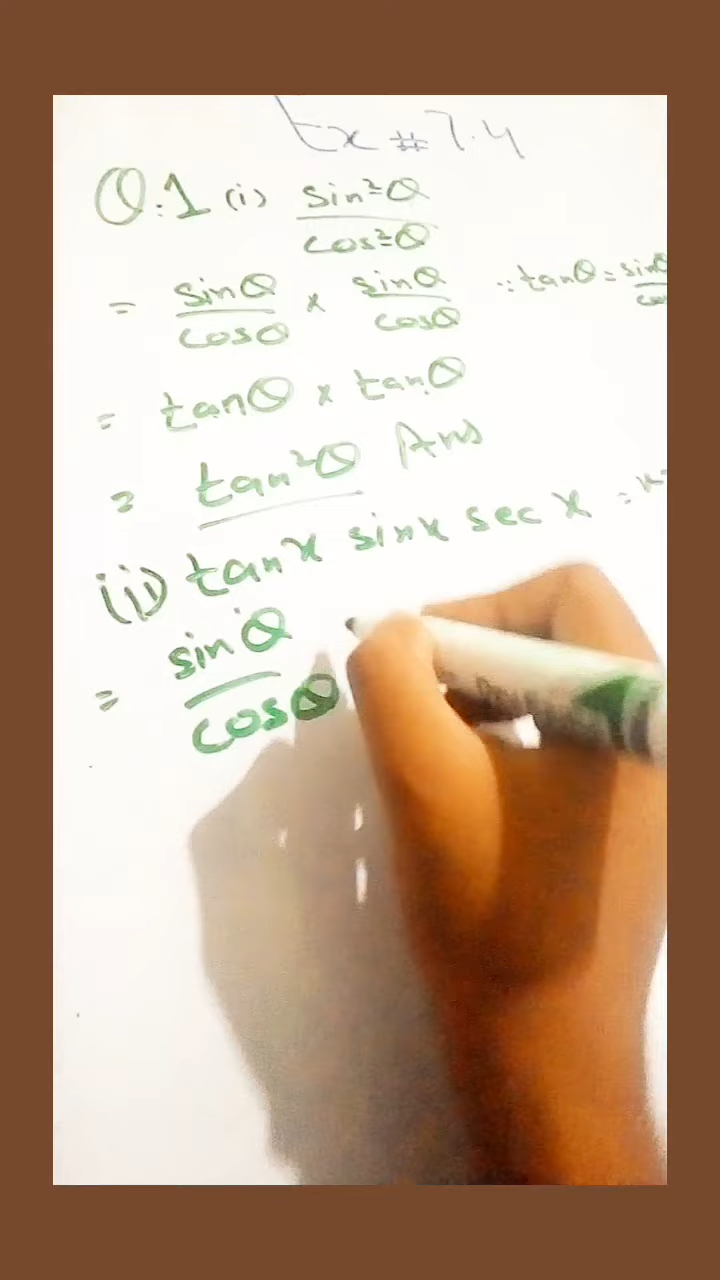 Ex # 7.4
Q.1 (i) sin²θ / cos²θ
= sinθ / cosθ × sinθ / cosθ ∵ tanθ = sinθ
= tanθ × tanθ
= tan²θ Ans
(ii) tan x sin x sec x =
= sinθ / cosθ